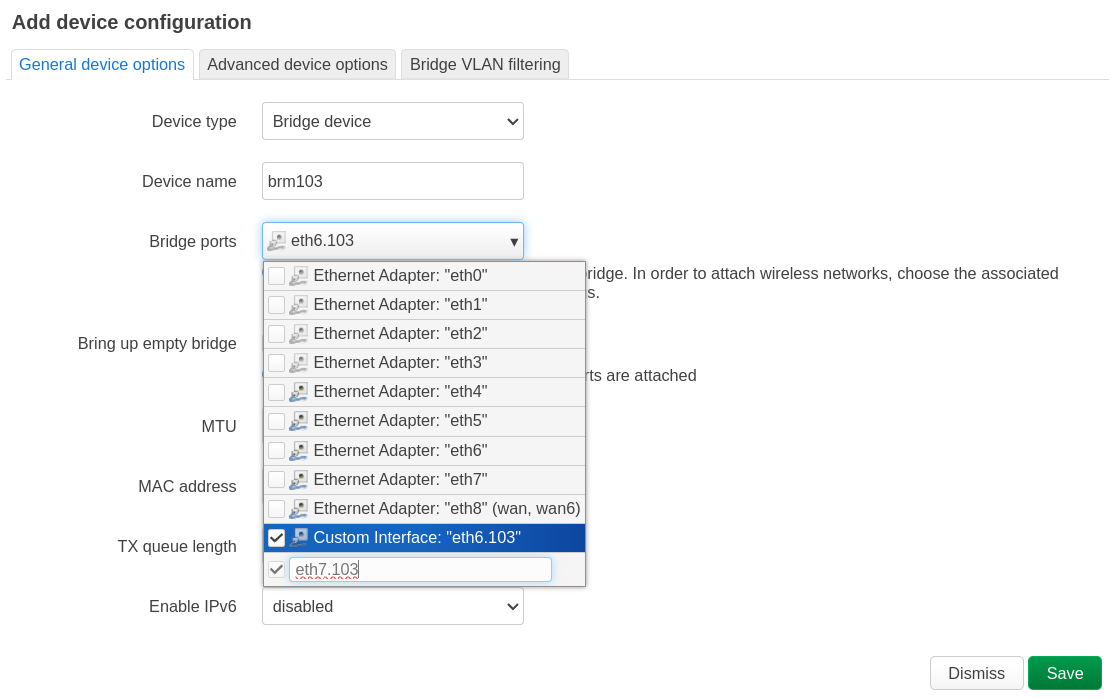 Add device configuration
General device options Advanced device options Bridge VLAN filtering
Device type Bridge device
Device name brm103
Bridge ports eth6.103
Ethernet Adapter: "eth0" ridge. In order to attach wireless networks, choose the associated
s.
Ethernet Adapter: "eth1"
Ethernet Adapter: "eth2"
Bring up empty bridge
Ethernet Adapter: "eth3"
rts are attached
Ethernet Adapter: "eth4"
Ethernet Adapter: "eth5"
MTU
Ethernet Adapter: "eth6"
Ethernet Adapter: "eth7"
MAC address
Ethernet Adapter: "eth8" (wan, wan6)
Custom Interface: "eth6.103"
TX queue length
eth7.103
Enable IPv6 disabled
Dismiss Save